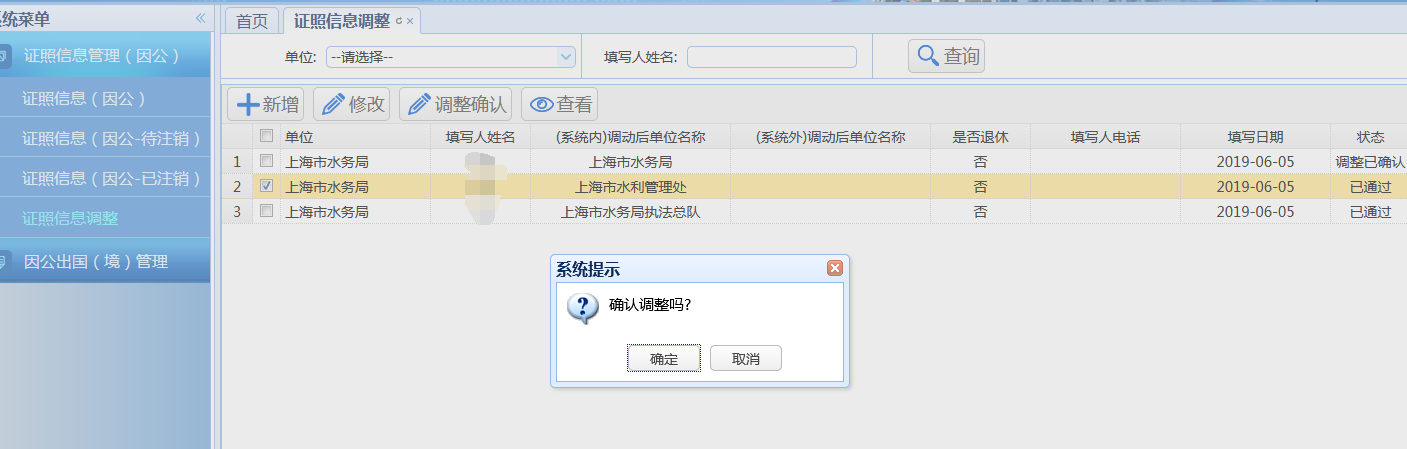 系统菜单
首页 证照信息调整
证照信息管理（因公）
单位: --请选择-- 填写人姓名: 查询
证照信息（因公）
新增 修改 调整确认 查看
证照信息（因公-待注销）
单位 填写人姓名 (系统内)调动后单位名称 (系统外)调动后单位名称 是否退休 填写人电话 填写日期 状态
1 上海市水务局 上海市水务局 否 2019-06-05 调整已确认
证照信息（因公-已注销）
2 上海市水务局 上海市水利管理处 否 2019-06-05 已通过
证照信息调整
3 上海市水务局 上海市水务局执法总队 否 2019-06-05 已通过
因公出国（境）管理
系统提示
确认调整吗?
确定 取消